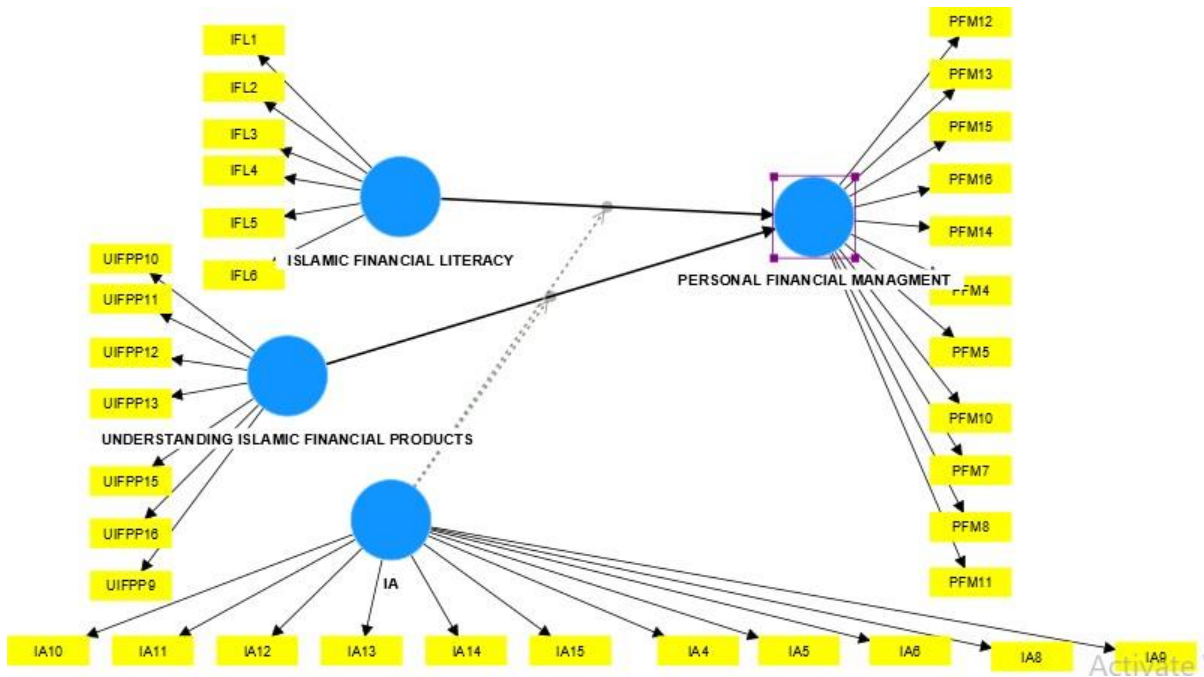 IFL1
IFL2
IFL3
IFL4
IFL5
IFL6
ISLAMIC FINANCIAL LITERACY
UIFPP10
UIFPP11
UIFPP12
UIFPP13
UNDERSTANDING ISLAMIC FINANCIAL PRODUCTS
UIFPP15
UIFPP16
UIFPP9
IA
IA10
IA11
IA12
IA13
IA14
IA15
IA4
IA5
IA6
IA8
IA9
PERSONAL FINANCIAL MANAGMENT
PFM12
PFM13
PFM15
PFM16
PFM14
PFM4
PFM5
PFM10
PFM7
PFM8
PFM11
Activate